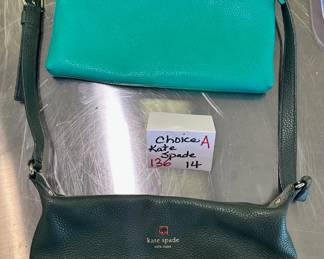 Choice A
Kate
Spade
136 14
kate spade
NEW YORK